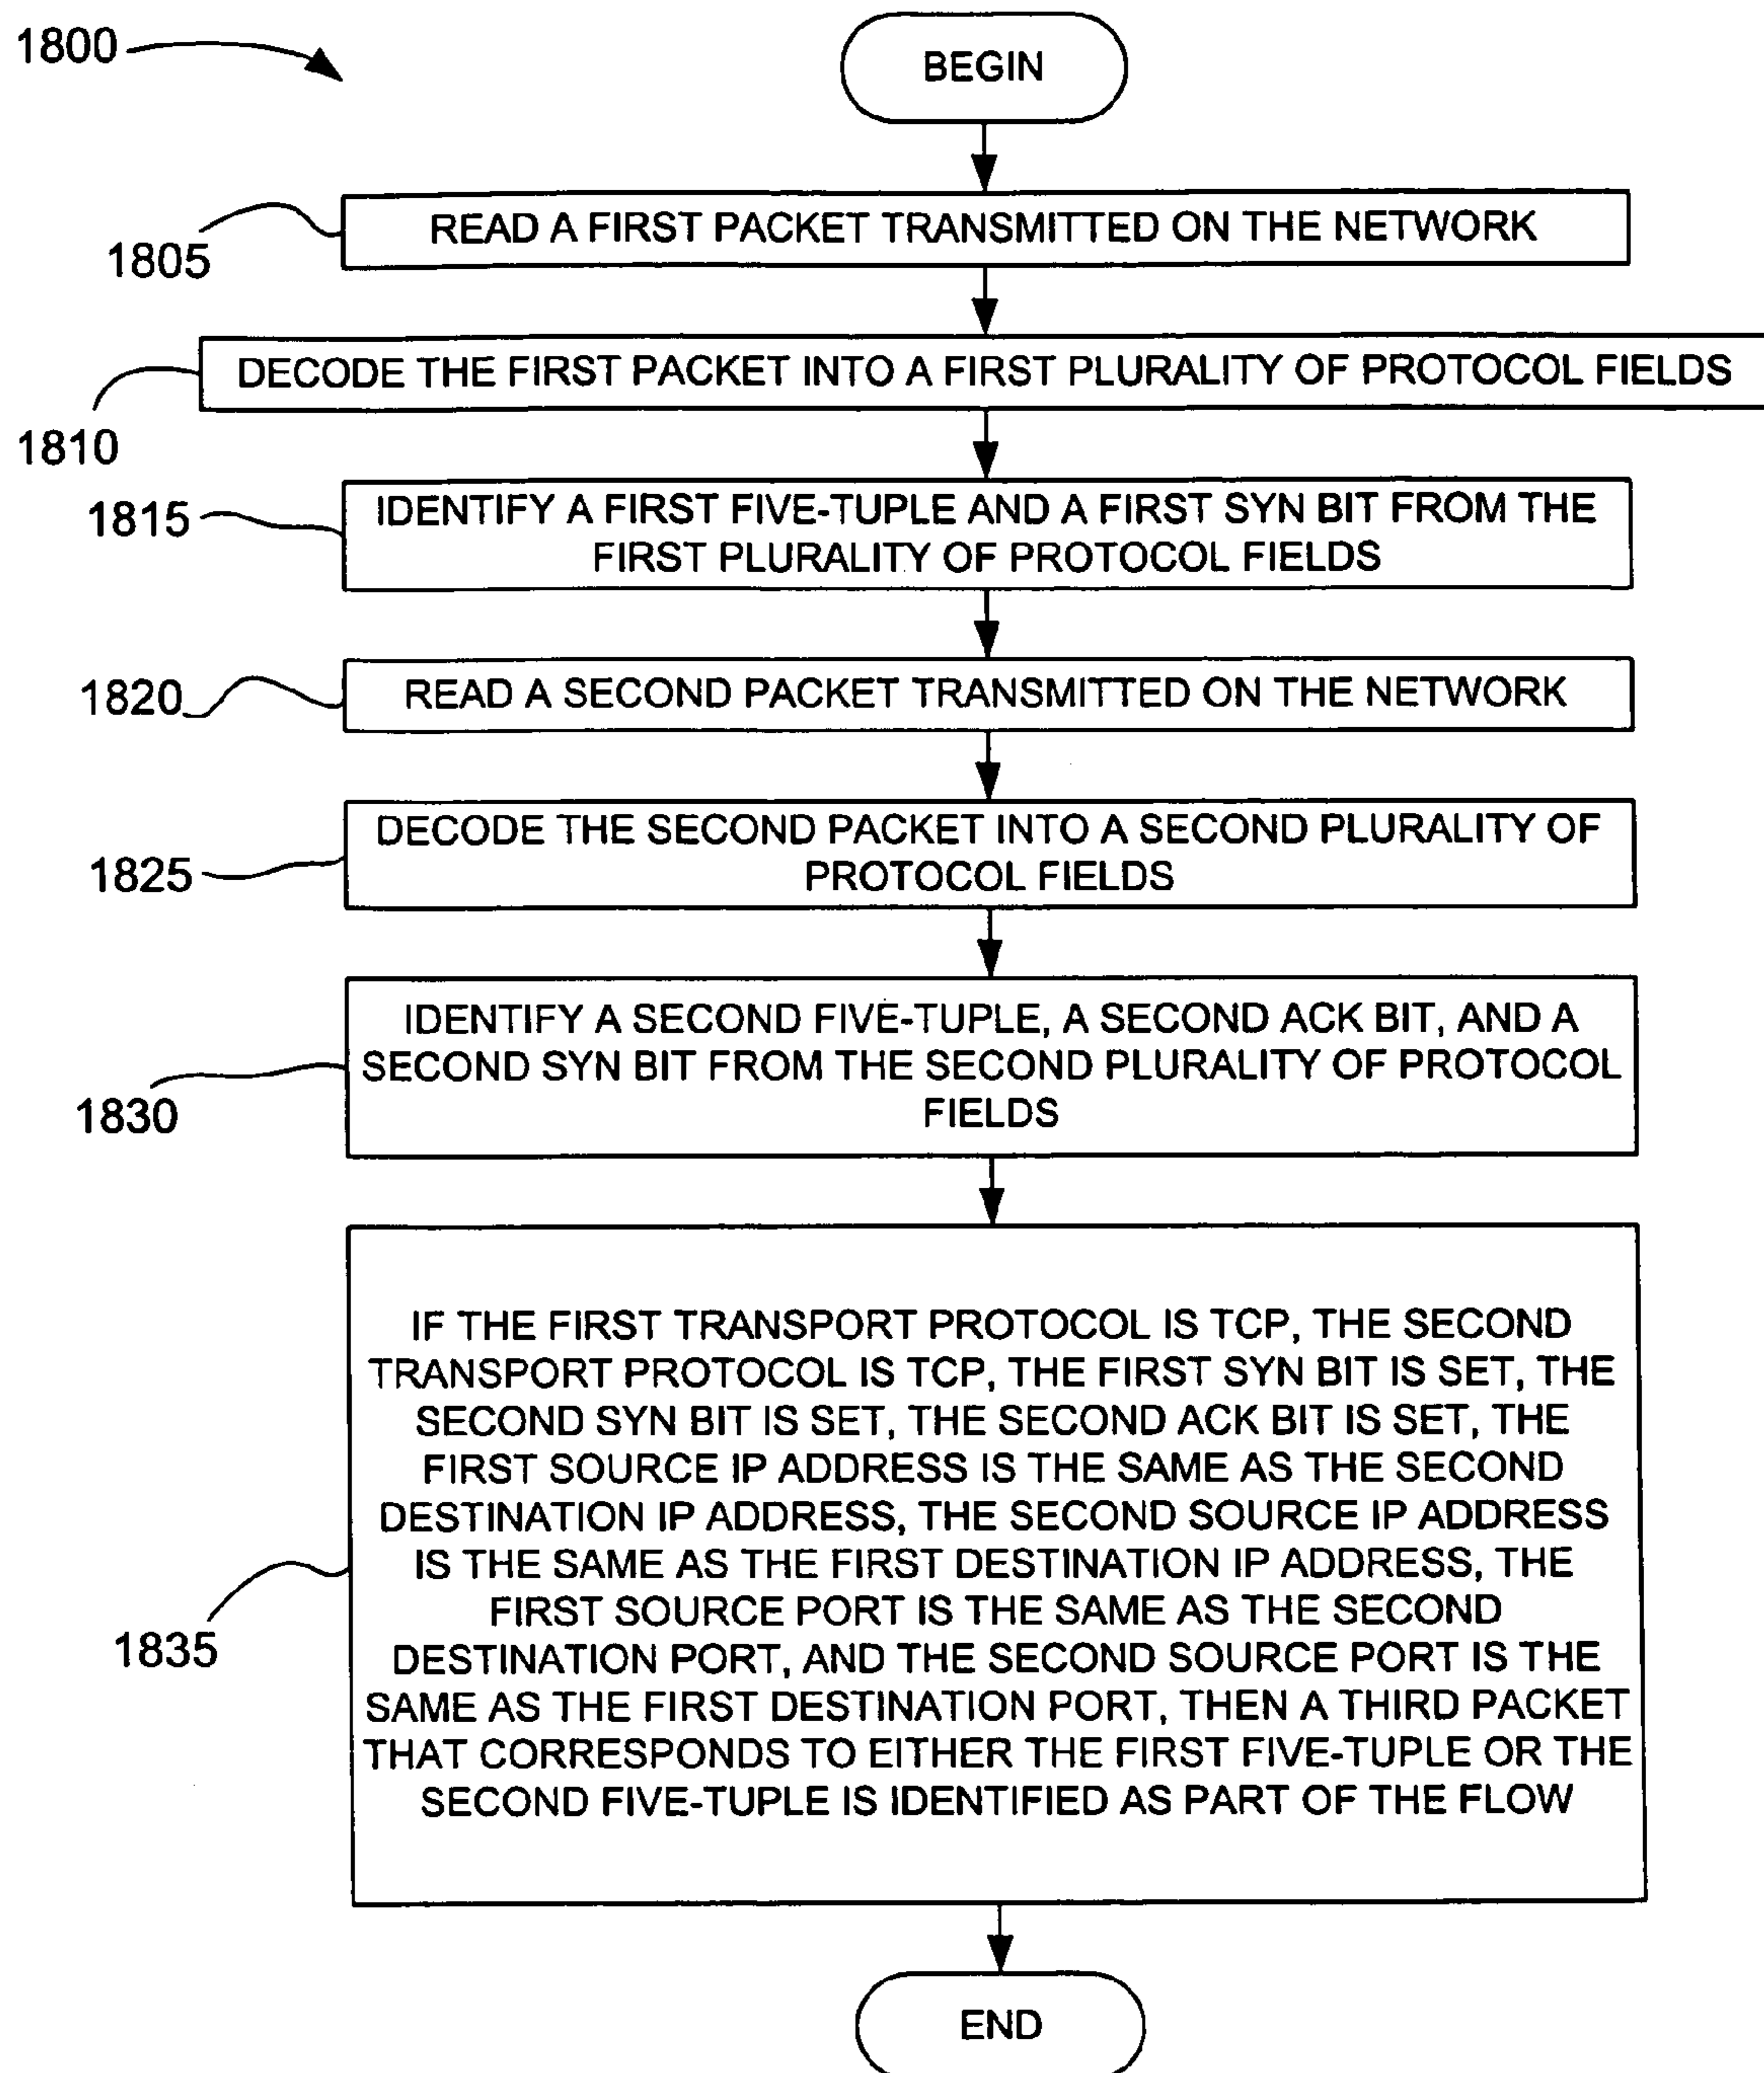 1800
BEGIN
READ A FIRST PACKET TRANSMITTED ON THE NETWORK
1805
DECODE THE FIRST PACKET INTO A FIRST PLURALITY OF PROTOCOL FIELDS
1810
IDENTIFY A FIRST FIVE-TUPLE AND A FIRST SYN BIT FROM THE
FIRST PLURALITY OF PROTOCOL FIELDS
1815
READ A SECOND PACKET TRANSMITTED ON THE NETWORK
1820
DECODE THE SECOND PACKET INTO A SECOND PLURALITY OF
PROTOCOL FIELDS
1825
IDENTIFY A SECOND FIVE-TUPLE, A SECOND ACK BIT, AND A
SECOND SYN BIT FROM THE SECOND PLURALITY OF PROTOCOL
FIELDS
1830
IF THE FIRST TRANSPORT PROTOCOL IS TCP, THE SECOND
TRANSPORT PROTOCOL IS TCP, THE FIRST SYN BIT IS SET, THE
SECOND SYN BIT IS SET, THE SECOND ACK BIT IS SET, THE
FIRST SOURCE IP ADDRESS IS THE SAME AS THE SECOND
DESTINATION IP ADDRESS, THE SECOND SOURCE IP ADDRESS
IS THE SAME AS THE FIRST DESTINATION IP ADDRESS, THE
FIRST SOURCE PORT IS THE SAME AS THE SECOND
DESTINATION PORT, AND THE SECOND SOURCE PORT IS THE
SAME AS THE FIRST DESTINATION PORT, THEN A THIRD PACKET
THAT CORRESPONDS TO EITHER THE FIRST FIVE-TUPLE OR THE
SECOND FIVE-TUPLE IS IDENTIFIED AS PART OF THE FLOW
1835
END